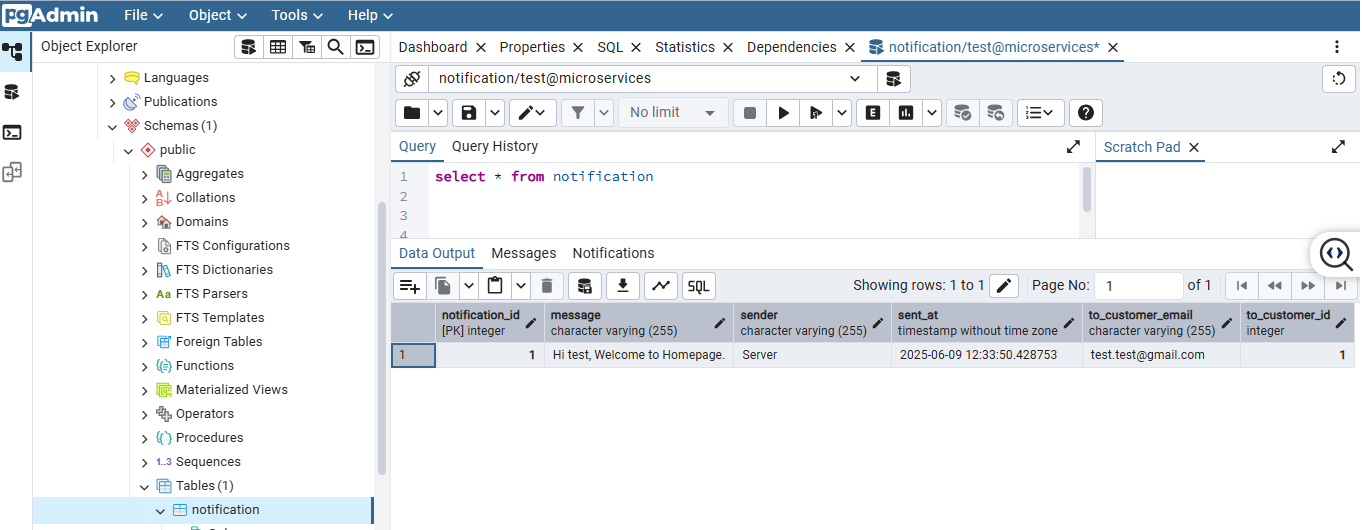 pgAdmin File Object Tools Help
Object Explorer
Languages
Publications
Schemas (1)
public
Aggregates
Collations
Domains
FTS Configurations
FTS Dictionaries
Aa FTS Parsers
FTS Templates
Foreign Tables
Functions
Materialized Views
Operators
Procedures
1..3 Sequences
Tables (1)
notification
Dashboard Properties SQL Statistics Dependencies notification/test@microservices*
notification/test@microservices
No limit E
Query Query History
Scratch Pad
1 select * from notification
2
3
4
Data Output Messages Notifications
SQL Showing rows: 1 to 1 Page No: 1 of 1
notification_id message sender sent_at to_customer_email to_customer_id
[PK] integer character varying (255) character varying (255) timestamp without time zone character varying (255) integer
1 1 Hi test, Welcome to Homepage. Server 2025-06-09 12:33:50.428753 test.test@gmail.com 1